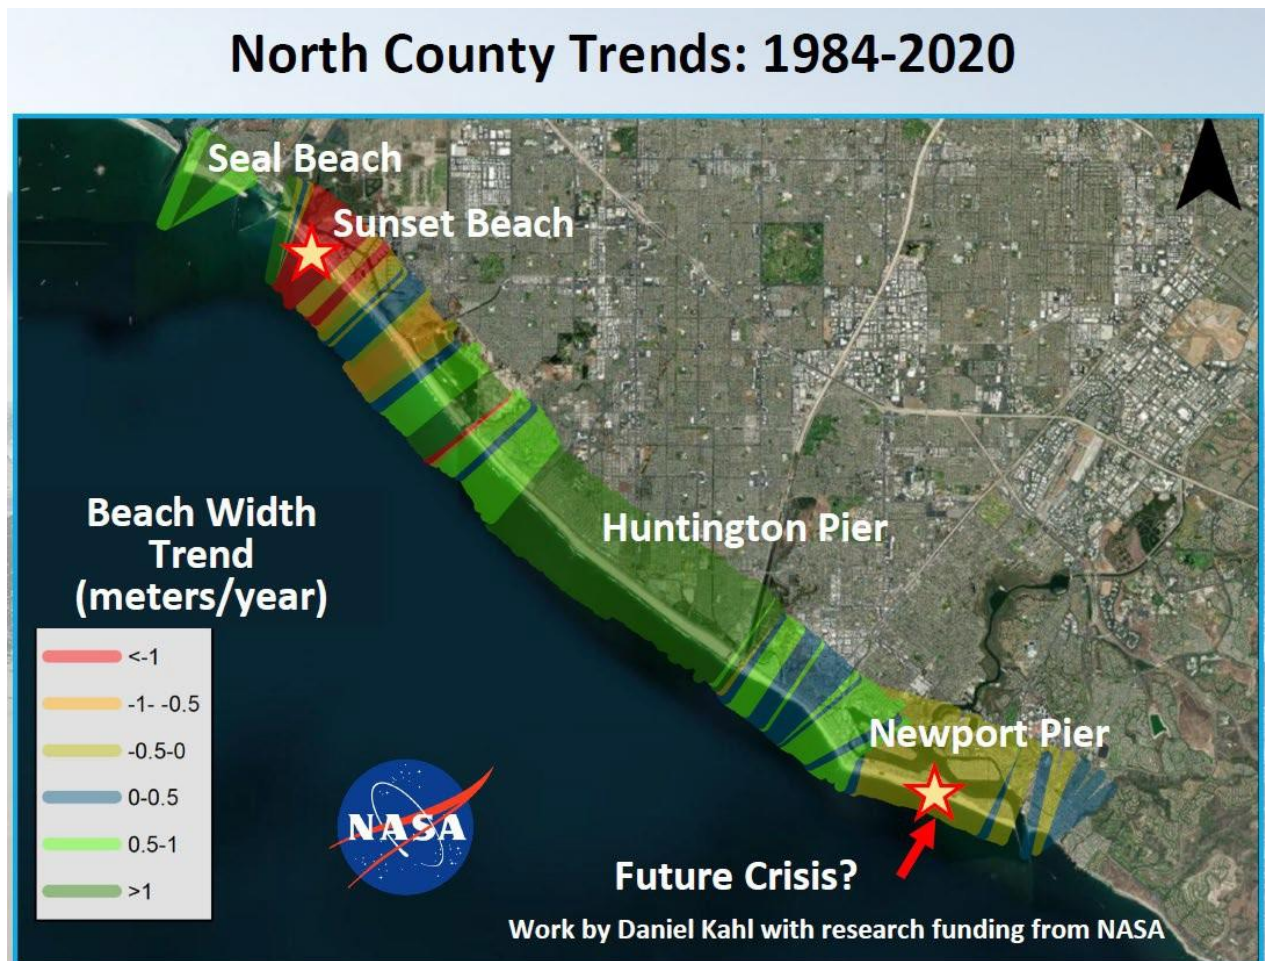 North County Trends: 1984-2020
Seal Beach
Sunset Beach
Huntington Pier
Beach Width
Trend
(meters/year)
<-1
-1- -0.5
-0.5-0
0-0.5
0.5-1
>1
NASA
Newport Pier
Future Crisis?
Work by Daniel Kahl with research funding from NASA